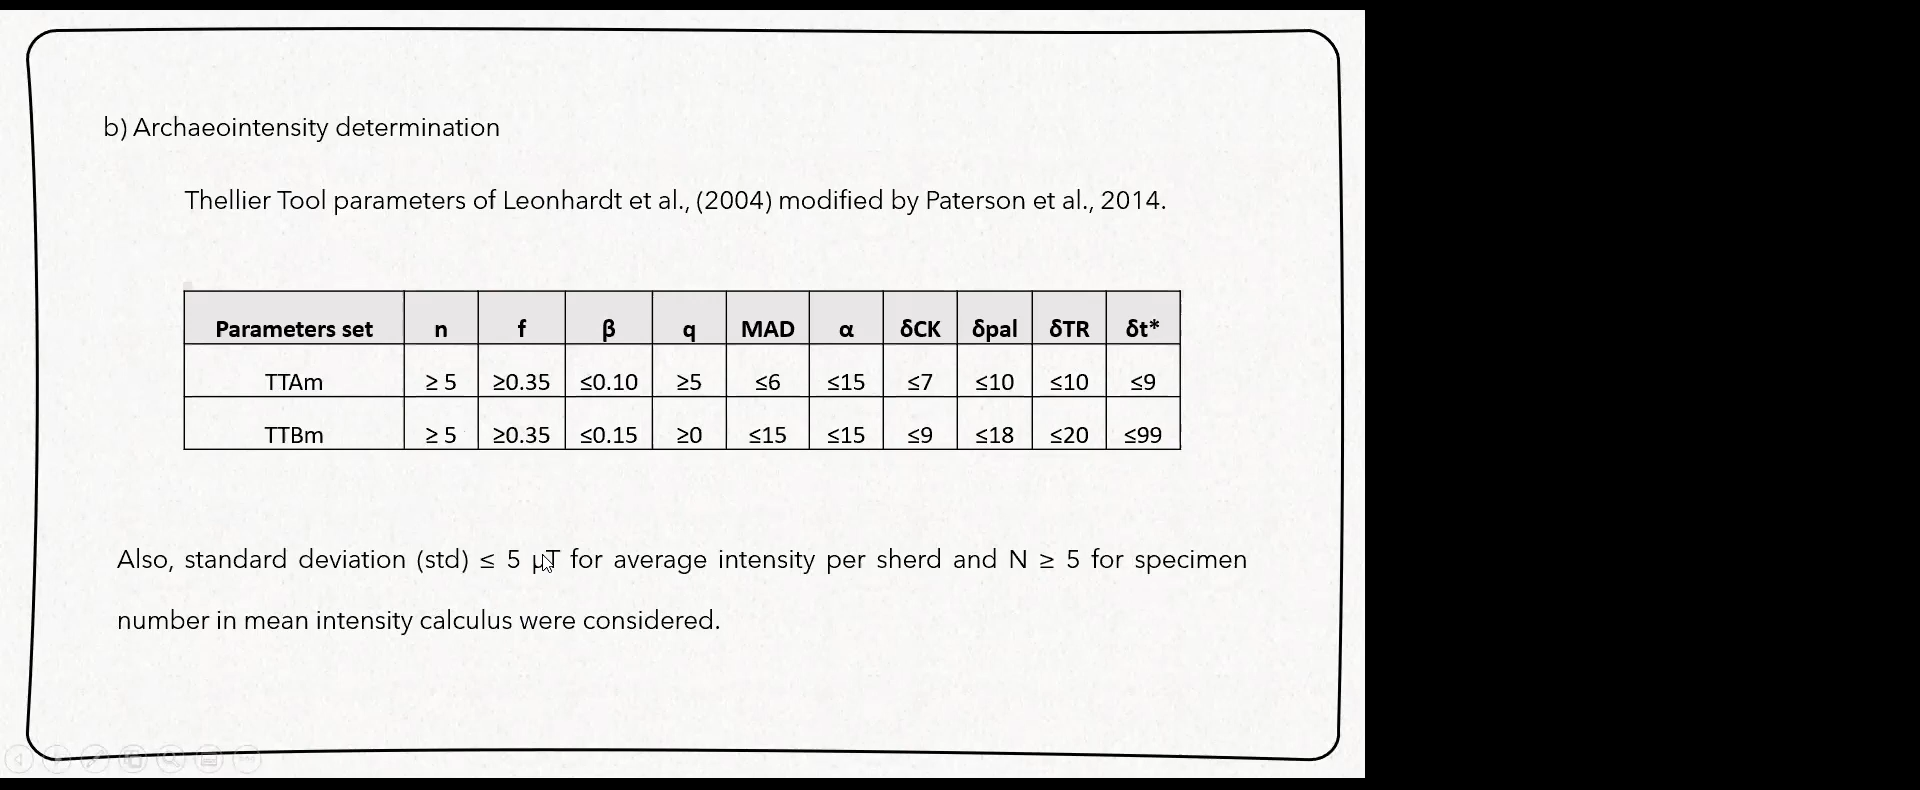 b) Archaeointensity determination
Thellier Tool parameters of Leonhardt et al., (2004) modified by Paterson et al., 2014.
Parameters set n f β q MAD α δCK δpal δTR δt*
TTAm ≥ 5 ≥0.35 ≤0.10 ≥5 ≤6 ≤15 ≤7 ≤10 ≤10 ≤9
TTBm ≥ 5 ≥0.35 ≤0.15 ≥0 ≤15 ≤15 ≤9 ≤18 ≤20 ≤99
Also, standard deviation (std) ≤ 5 μT for average intensity per sherd and N ≥ 5 for specimen
number in mean intensity calculus were considered.